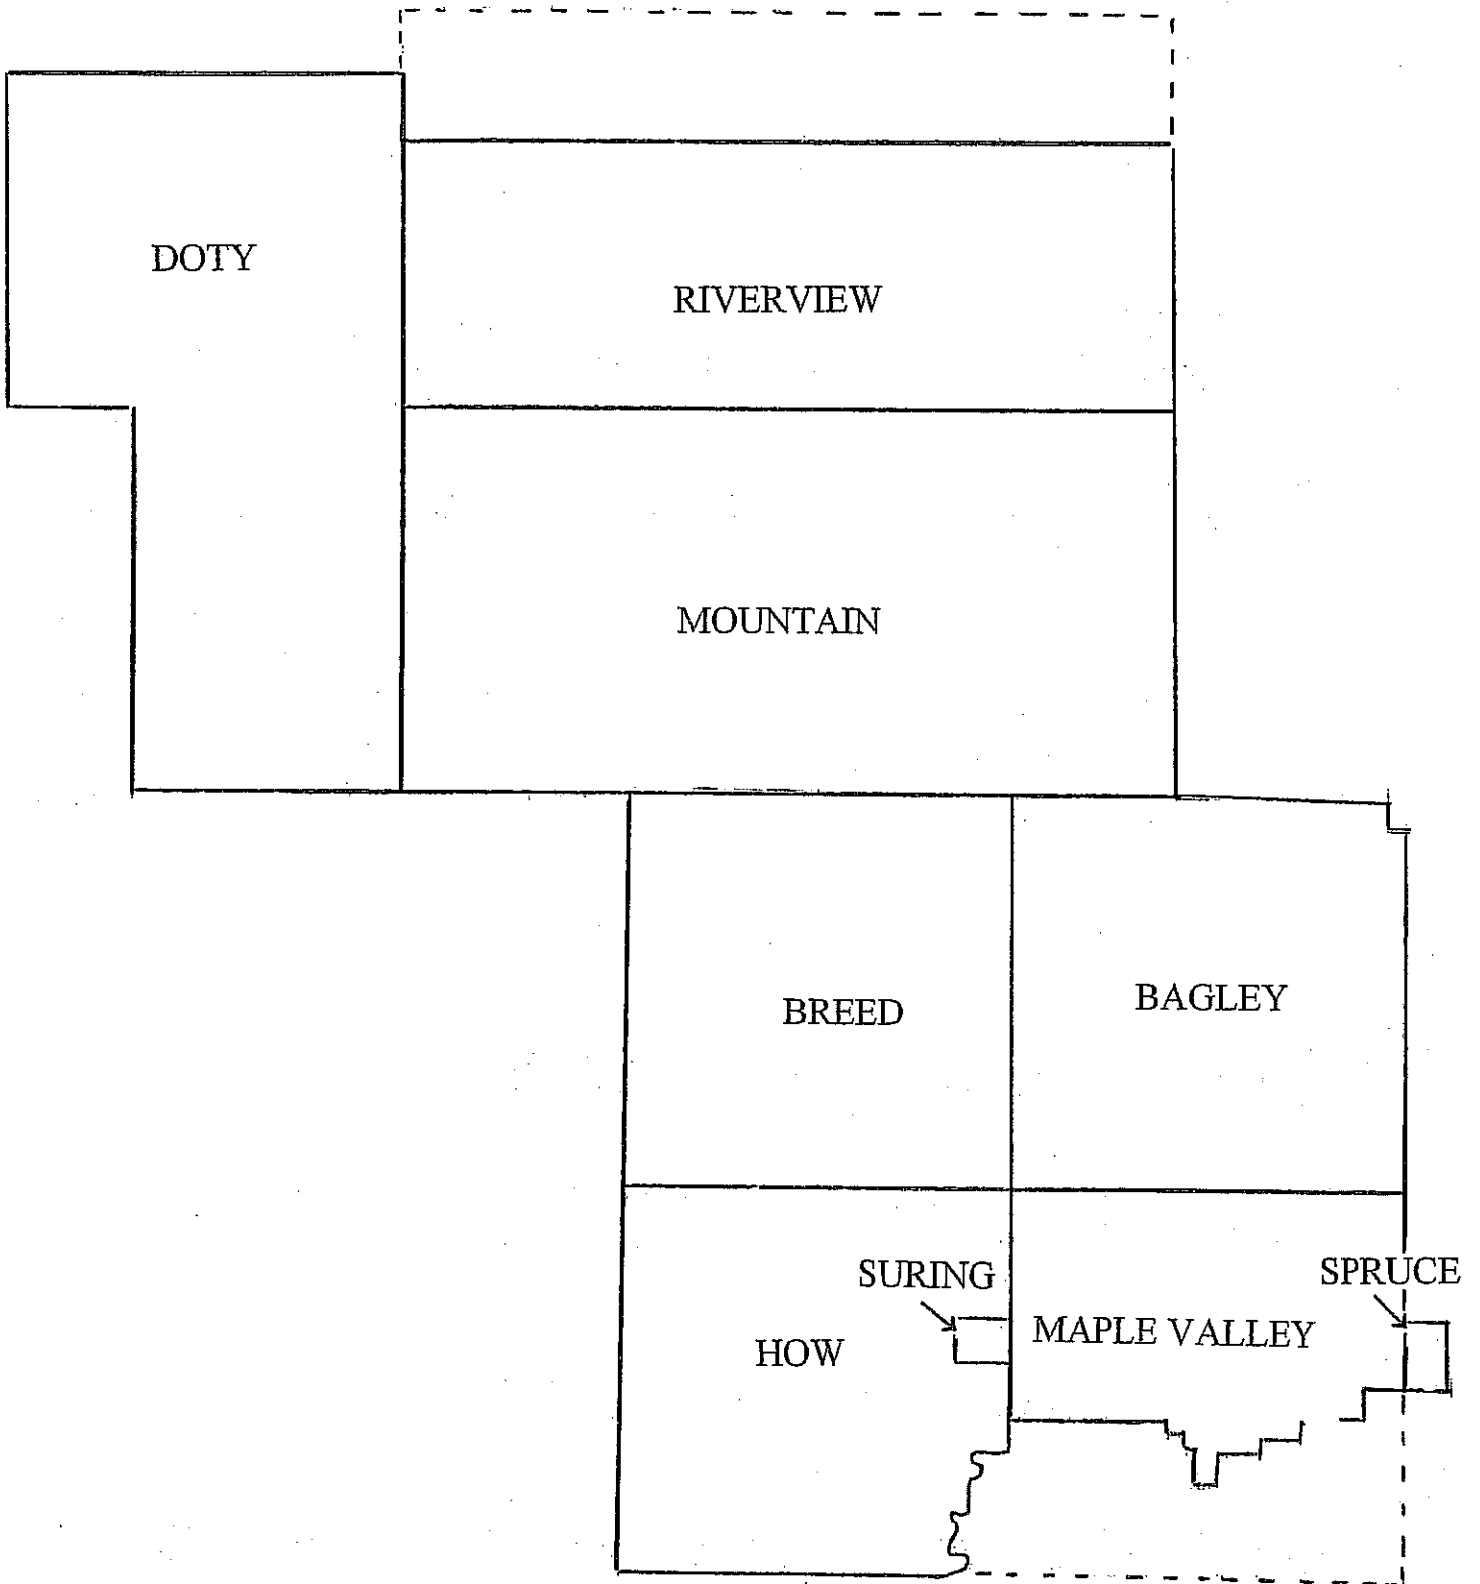 DOTY
RIVERVIEW
MOUNTAIN
BREED
BAGLEY
SURING
SPRUCE
HOW
MAPLE VALLEY